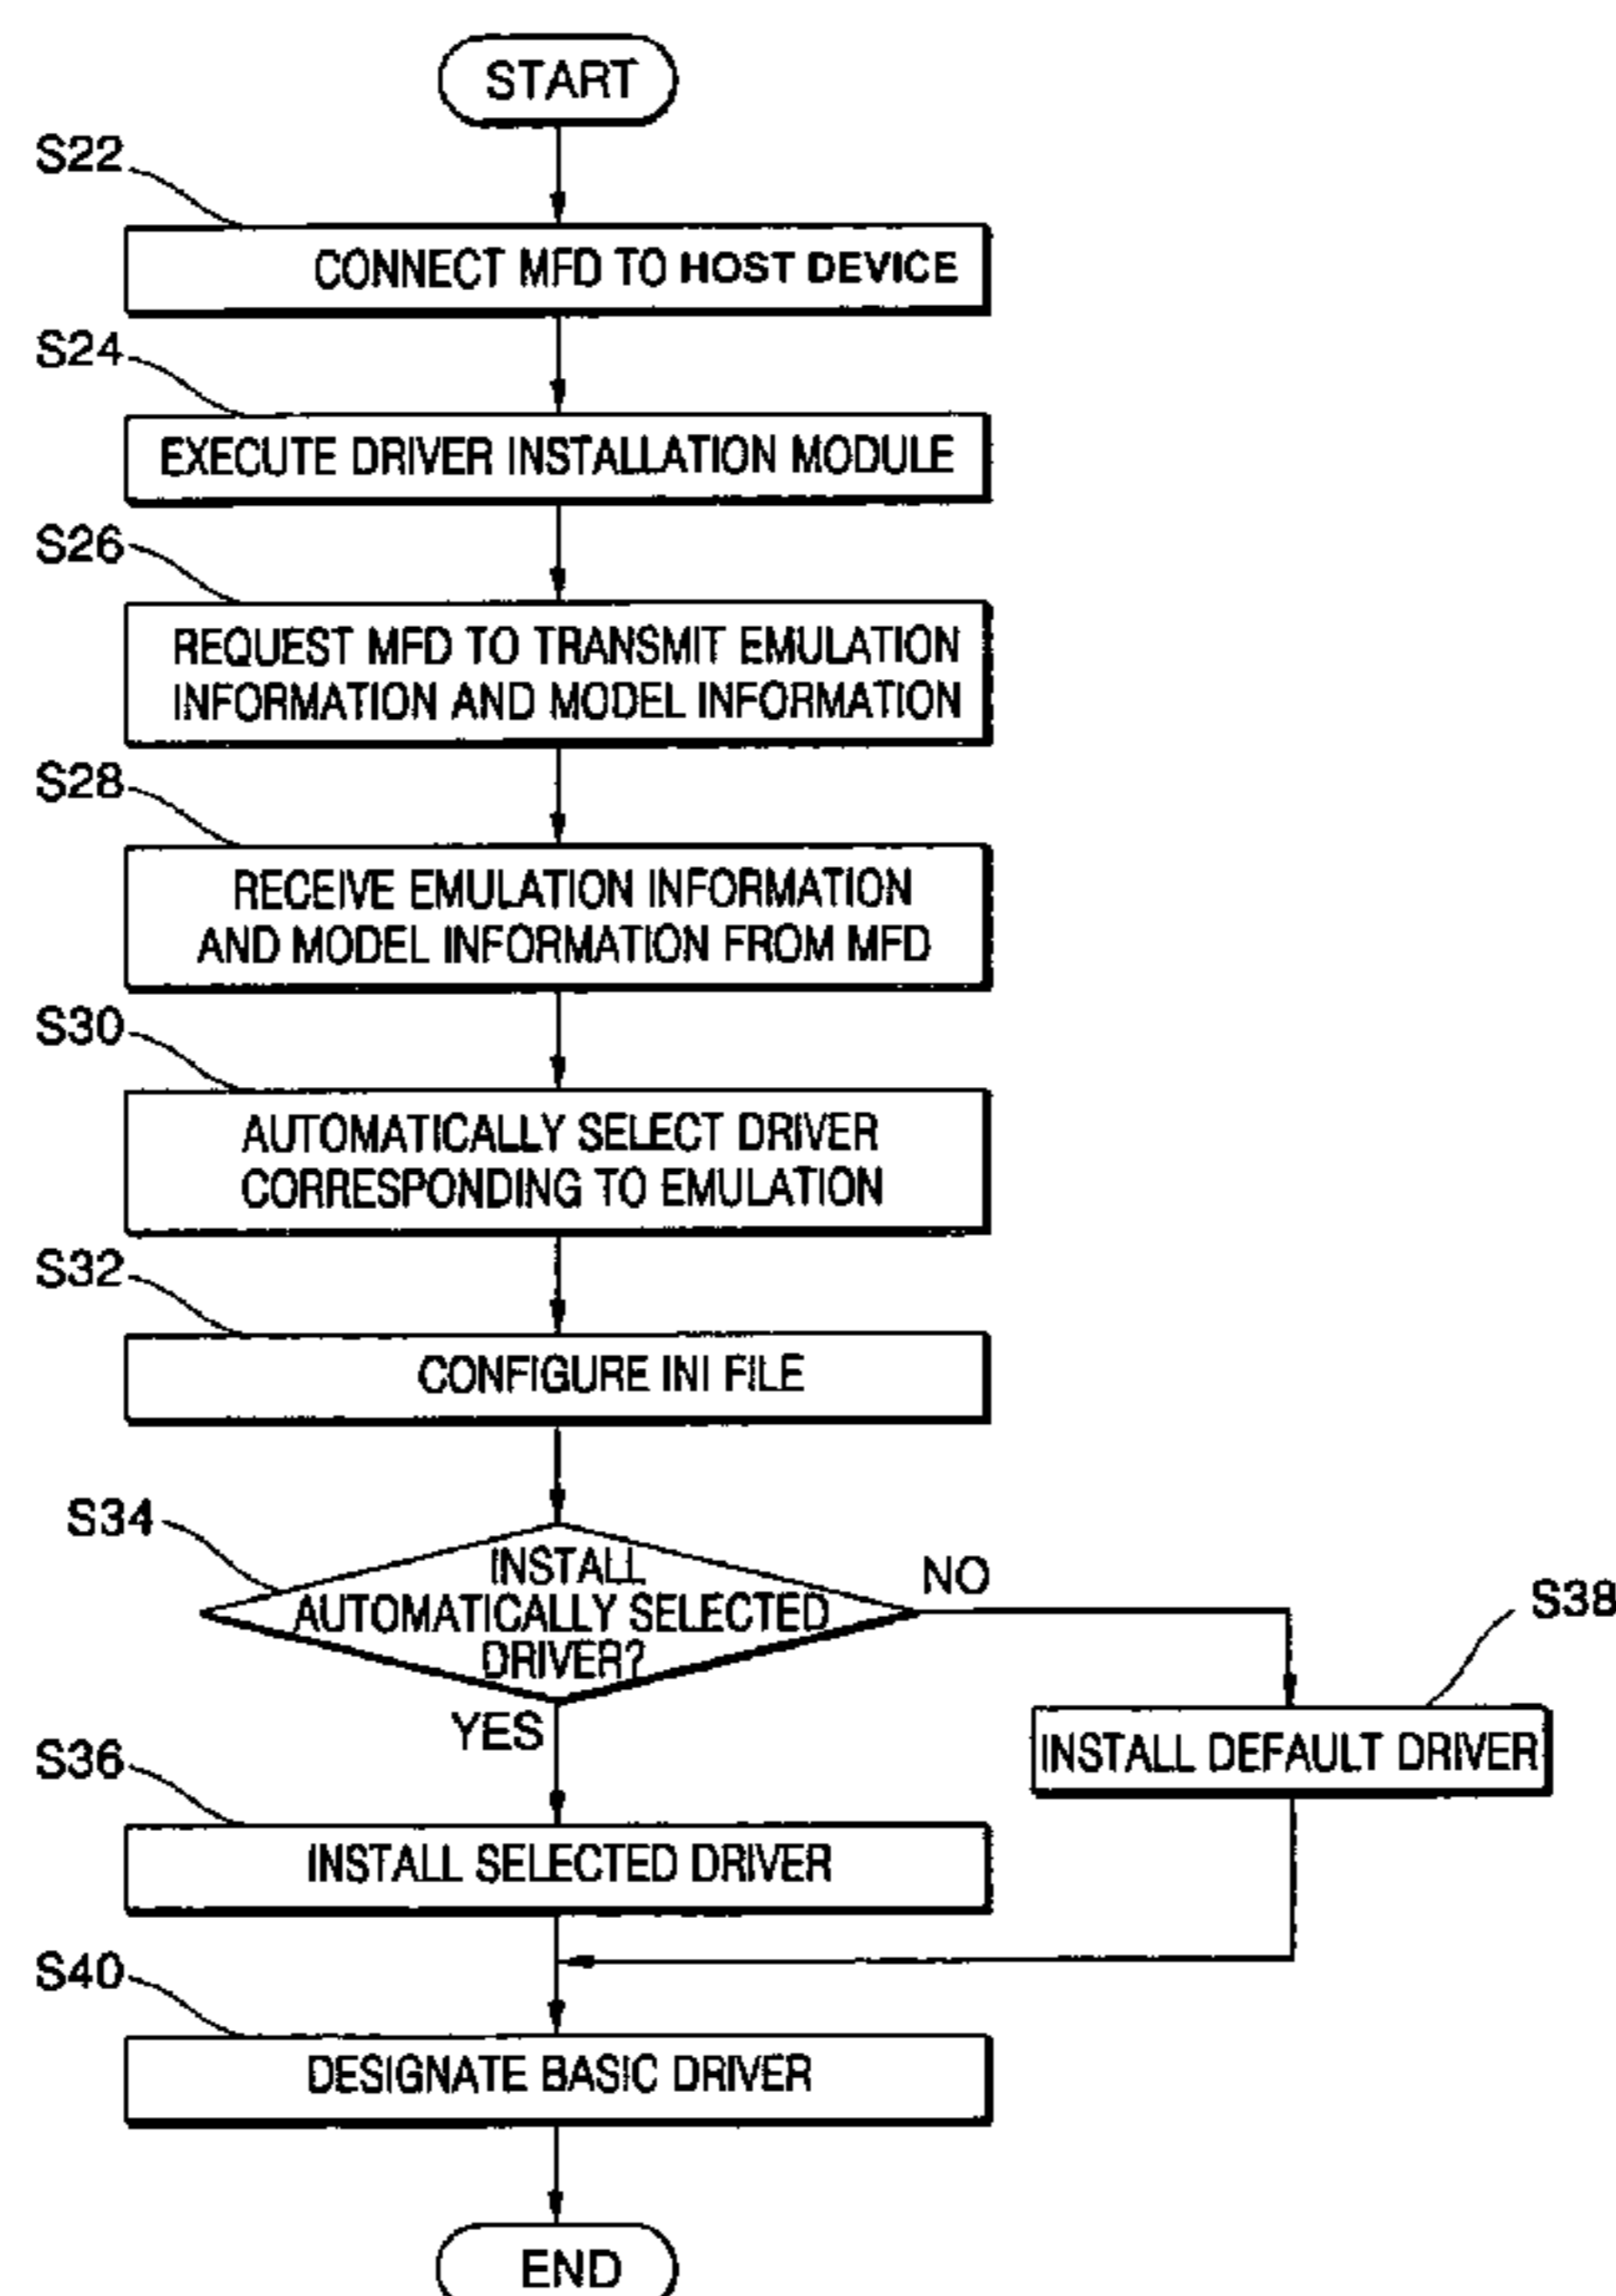 START
S22
CONNECT MFD TO HOST DEVICE
S24
EXECUTE DRIVER INSTALLATION MODULE
S26
REQUEST MFD TO TRANSMIT EMULATION
INFORMATION AND MODEL INFORMATION
S28
RECEIVE EMULATION INFORMATION
AND MODEL INFORMATION FROM MFD
S30
AUTOMATICALLY SELECT DRIVER
CORRESPONDING TO EMULATION
S32
CONFIGURE INI FILE
S34
INSTALL
AUTOMATICALLY SELECTED
DRIVER?
NO
S38
INSTALL DEFAULT DRIVER
YES
S36
INSTALL SELECTED DRIVER
S40
DESIGNATE BASIC DRIVER
END